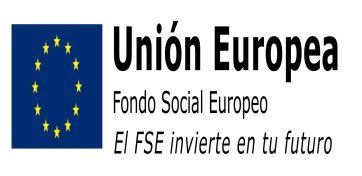 Unión Europea
Fondo Social Europeo
El FSE invierte en tu futuro